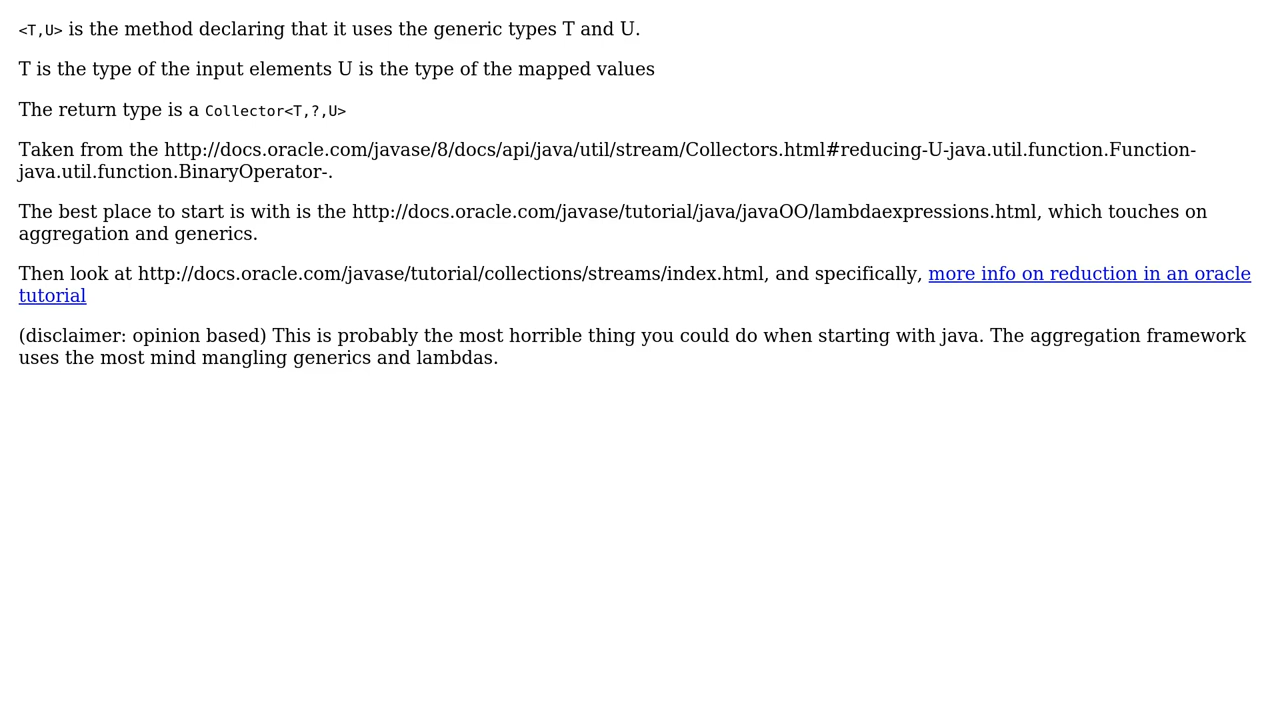 <T,U> is the method declaring that it uses the generic types T and U.
T is the type of the input elements U is the type of the mapped values
The return type is a Collector<T,?,U>
Taken from the http://docs.oracle.com/javase/8/docs/api/java/util/stream/Collectors.html#reducing-U-java.util.function.Function-
java.util.function.BinaryOperator-.
The best place to start is with is the http://docs.oracle.com/javase/tutorial/java/javaOO/lambdaexpressions.html, which touches on
aggregation and generics.
Then look at http://docs.oracle.com/javase/tutorial/collections/streams/index.html, and specifically, more info on reduction in an oracle
tutorial
(disclaimer: opinion based) This is probably the most horrible thing you could do when starting with java. The aggregation framework
uses the most mind mangling generics and lambdas.